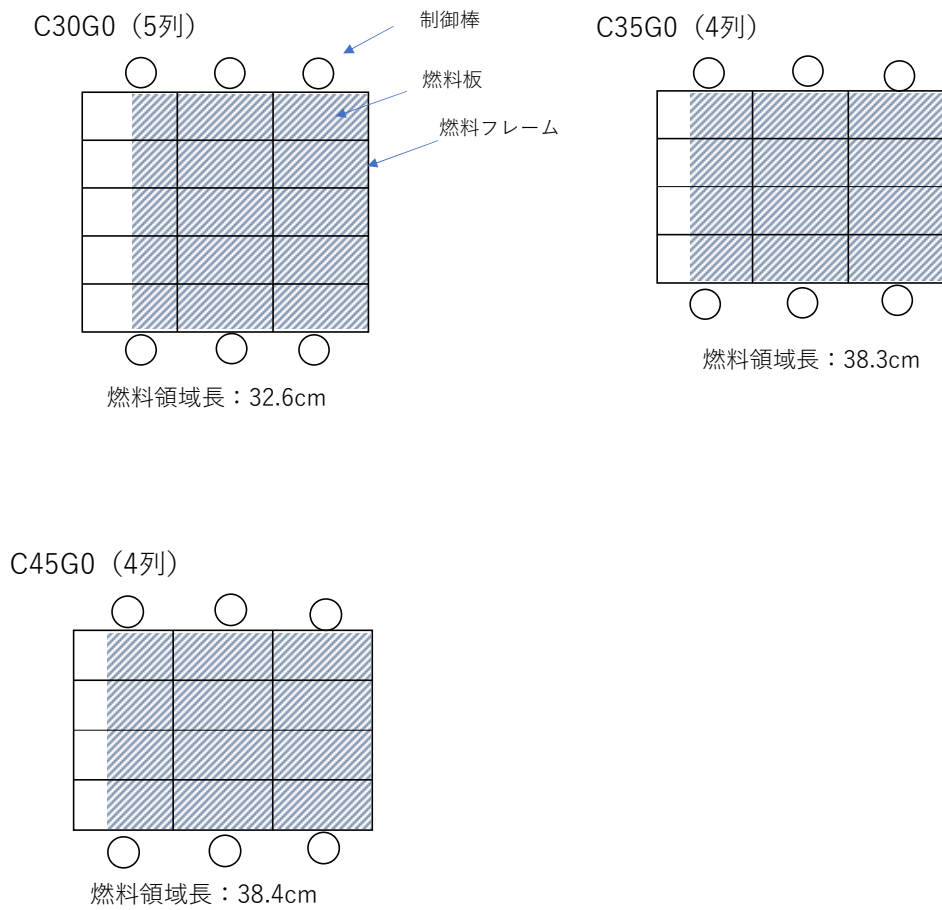 C30G0（5列）
制御棒
燃料板
燃料フレーム
燃料領域長：32.6cm
C35G0（4列）
燃料領域長：38.3cm
C45G0（4列）
燃料領域長：38.4cm